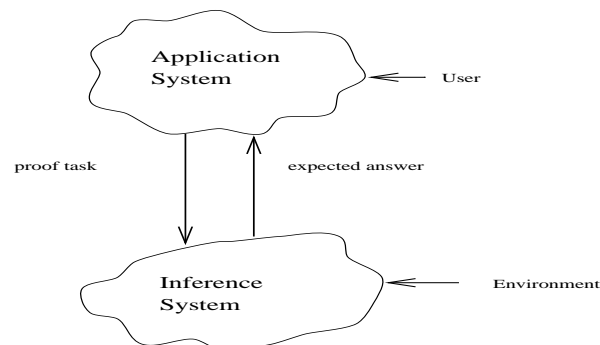 Application
System
User
proof task
expected answer
Inference
System
Environment